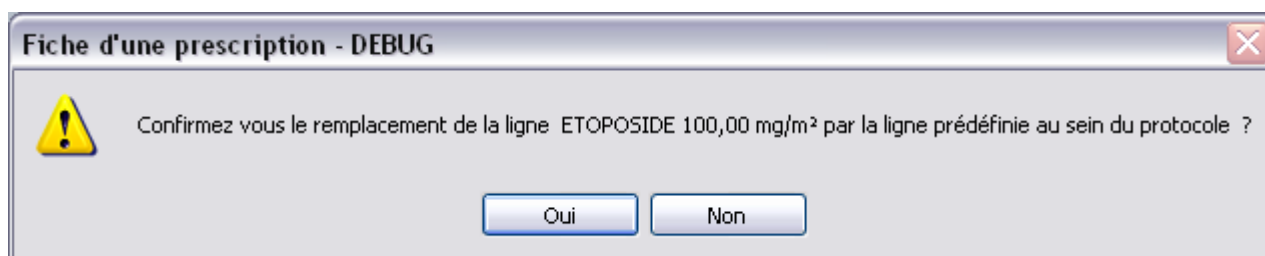 Fiche d'une prescription - DEBUG
Confirmez vous le remplacement de la ligne ETOPOSIDE 100,00 mg/m² par la ligne prédéfinie au sein du protocole ?
Oui Non